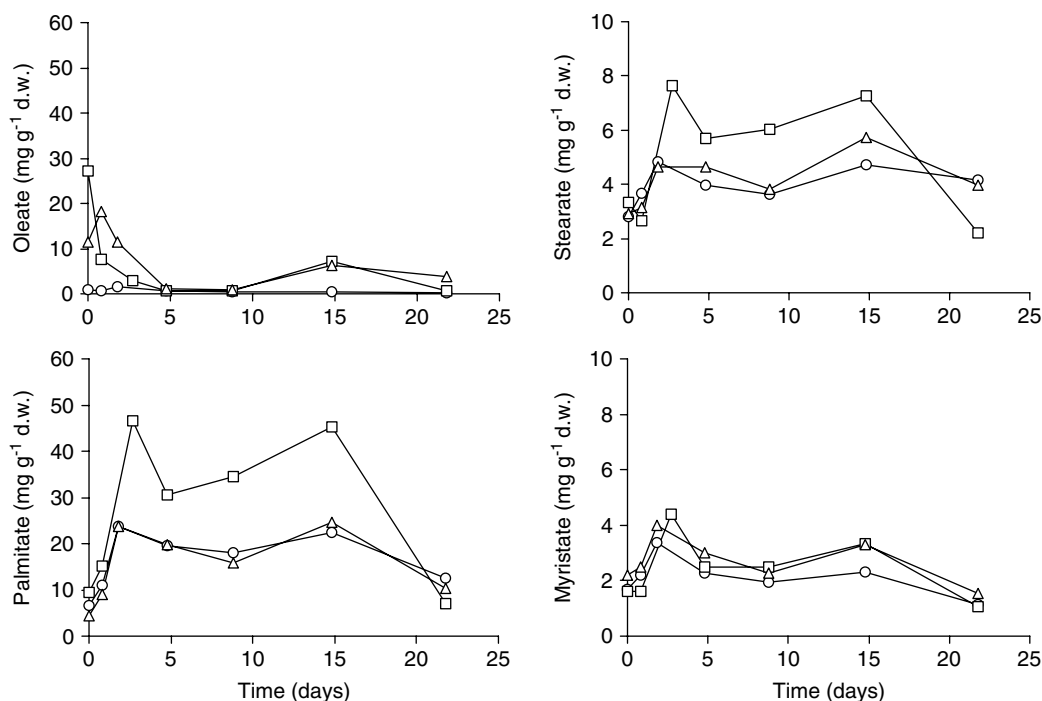 60
50
40
30
20
10
0
0 5 10 15 20 25
Oleate (mg g⁻¹ d.w.)
10
8
6
4
2
0
0 5 10 15 20 25
Stearate (mg g⁻¹ d.w.)
60
50
40
30
20
10
0
0 5 10 15 20 25
Palmitate (mg g⁻¹ d.w.)
Time (days)
10
8
6
4
2
0
0 5 10 15 20 25
Myristate (mg g⁻¹ d.w.)
Time (days)